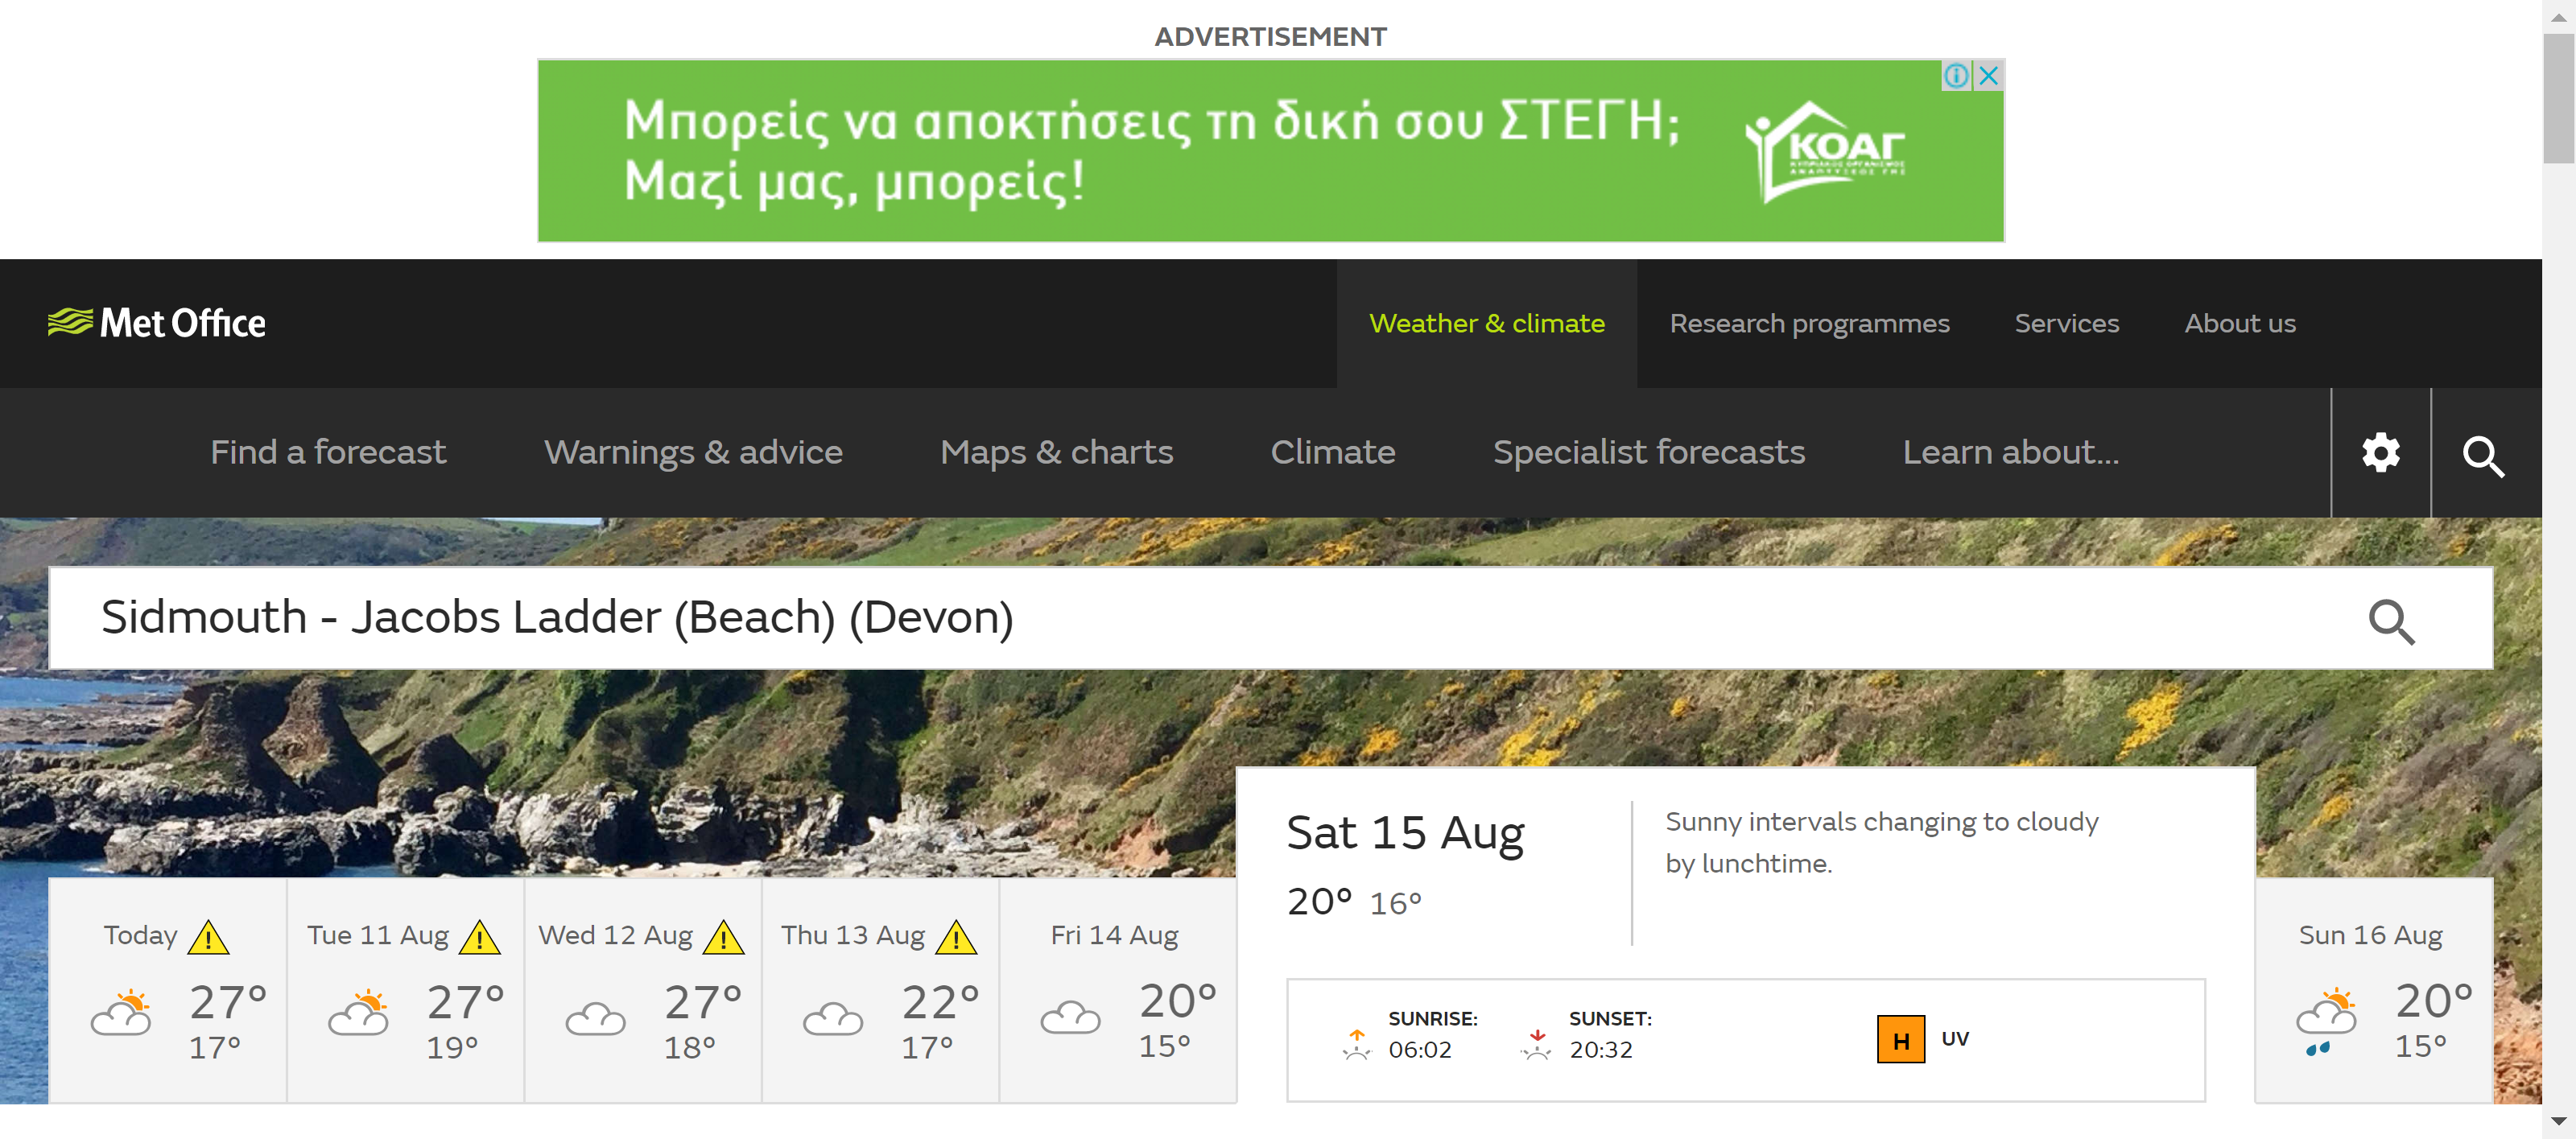 ADVERTISEMENT
Μπορείς να αποκτήσεις τη δική σου ΣΤΕΓΗ;
Μαζί μας, μπορείς!
ΚΟΑΓ
ΚΥΠΡΙΑΚΟΣ ΟΡΓΑΝΙΣΜΟΣ
ΑΝΑΠΤΥΞΕΩΣ ΓΗΣ
Met Office
Weather & climate
Research programmes
Services
About us
Find a forecast
Warnings & advice
Maps & charts
Climate
Specialist forecasts
Learn about...
Sidmouth - Jacobs Ladder (Beach) (Devon)
Today
27°
17°
Tue 11 Aug
27°
19°
Wed 12 Aug
27°
18°
Thu 13 Aug
22°
17°
Fri 14 Aug
20°
15°
Sat 15 Aug
20° 16°
Sunny intervals changing to cloudy
by lunchtime.
SUNRISE:
06:02
SUNSET:
20:32
H
UV
Sun 16 Aug
20°
15°